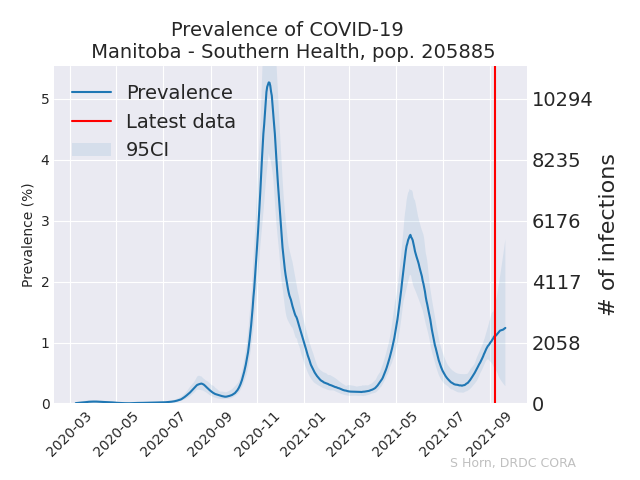 Prevalence of COVID-19
Manitoba - Southern Health, pop. 205885
Prevalence
Latest data
95CI
Prevalence (%)
5
4
3
2
1
0
10294
8235
6176
4117
2058
0
# of infections
2020-03
2020-05
2020-07
2020-09
2020-11
2021-01
2021-03
2021-05
2021-07
2021-09
S Horn, DRDC CORA